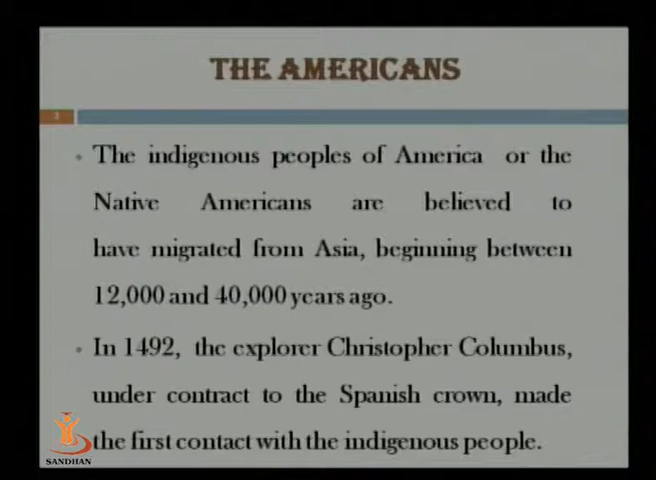 THE AMERICANS
3
• The indigenous peoples of America or the
Native Americans are believed to
have migrated from Asia, beginning between
12,000 and 40,000 years ago.
• In 1492, the explorer Christopher Columbus,
under contract to the Spanish crown, made
the first contact with the indigenous people.
SANDHAN